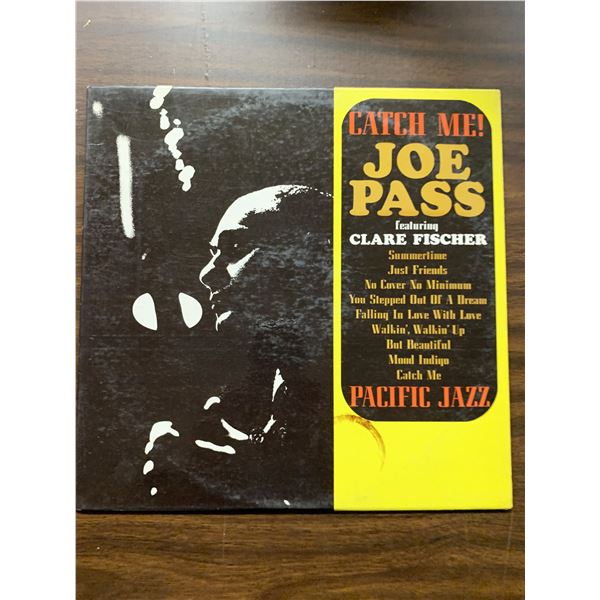 CATCH ME!
JOE
PASS
featuring
CLARE FISCHER
Summertime
Just Friends
No Cover No Minimum
You Stepped Out Of A Dream
Falling In Love With Love
Walkin', Walkin' Up
But Beautiful
Mood Indigo
Catch Me
PACIFIC JAZZ